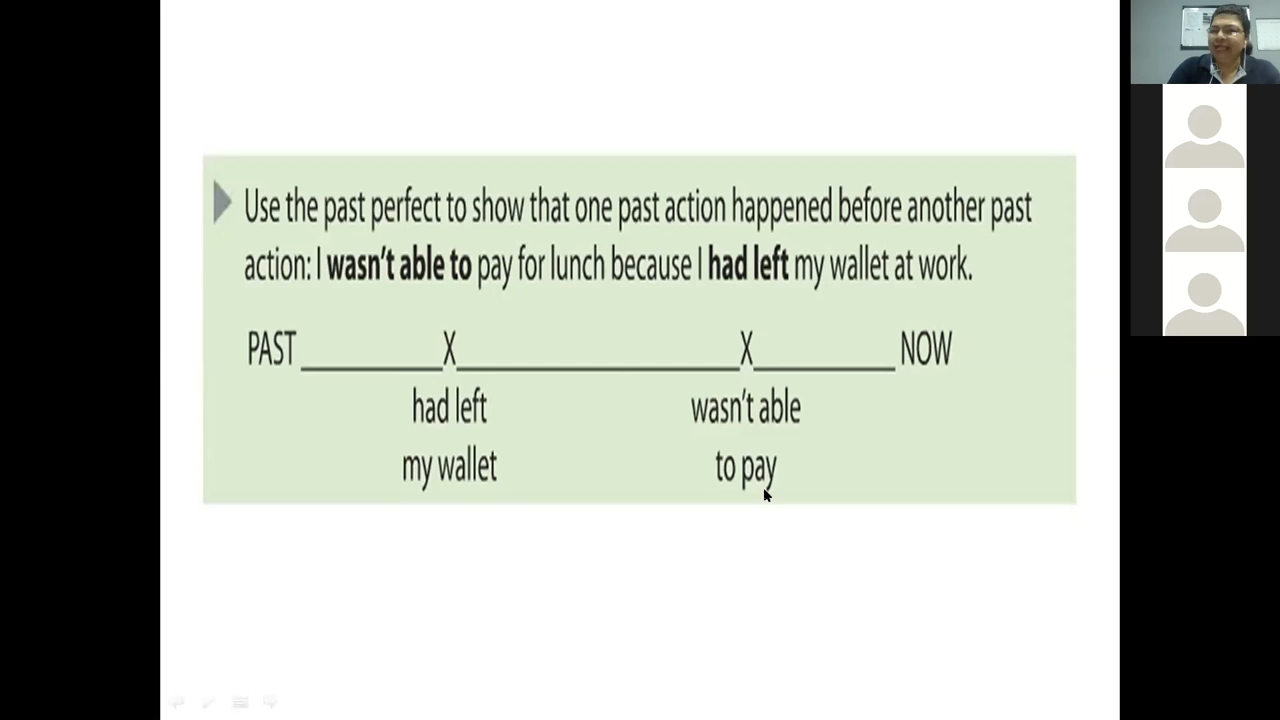 Use the past perfect to show that one past action happened before another past
action: I wasn't able to pay for lunch because I had left my wallet at work.
PAST ____X____X____ NOW
had left wasn't able
my wallet to pay